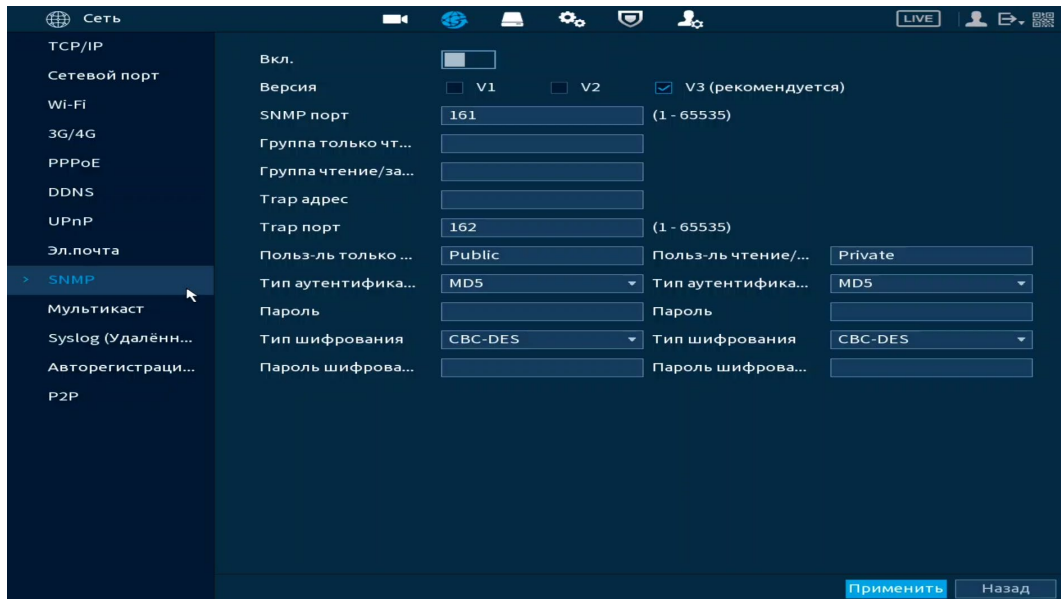 Сеть
LIVE
TCP/IP
Сетевой порт
Wi-Fi
3G/4G
PPPoE
DDNS
UPnP
Эл.почта
> SNMP
Мультикаст
Syslog (Удалённ...
Авторегистраци...
P2P
Вкл.
Версия V1 V2 V3 (рекомендуется)
SNMP порт 161 (1 - 65535)
Группа только чт...
Группа чтение/за...
Trap адрес
Trap порт 162 (1 - 65535)
Польз-ль только ... Public Польз-ль чтение/... Private
Тип аутентифика... MD5 Тип аутентифика... MD5
Пароль Пароль
Тип шифрования CBC-DES Тип шифрования CBC-DES
Пароль шифрова... Пароль шифрова...
Применить Назад